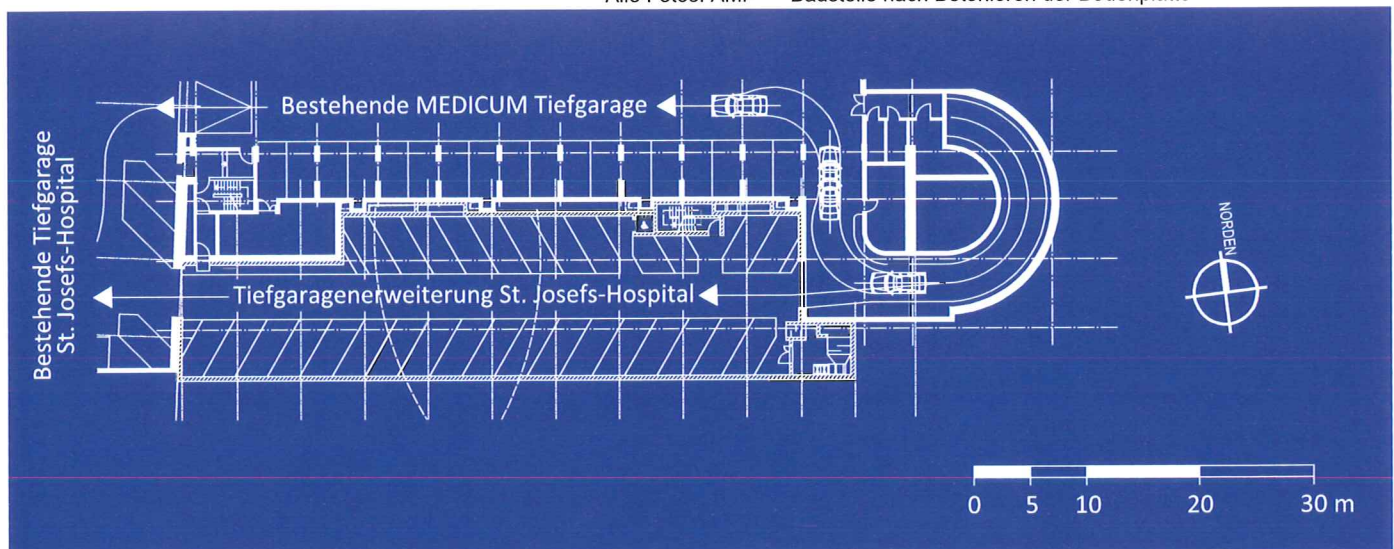 Bestehende MEDICUM Tiefgarage
Bestehende Tiefgarage
St. Josefs-Hospital
Tiefgaragenerweiterung St. Josefs-Hospital
NORDEN
0 5 10 20 30 m